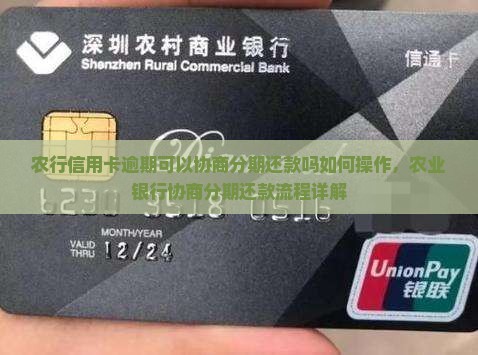 深圳农村商业银行
Shenzhen Rural Commercial Bank
信通卡
农行信用卡逾期可以协商分期还款吗如何操作，农业
银行协商分期还款流程详解
MONTH/YEAR
VALID
THRU 12/24
UnionPay
银联